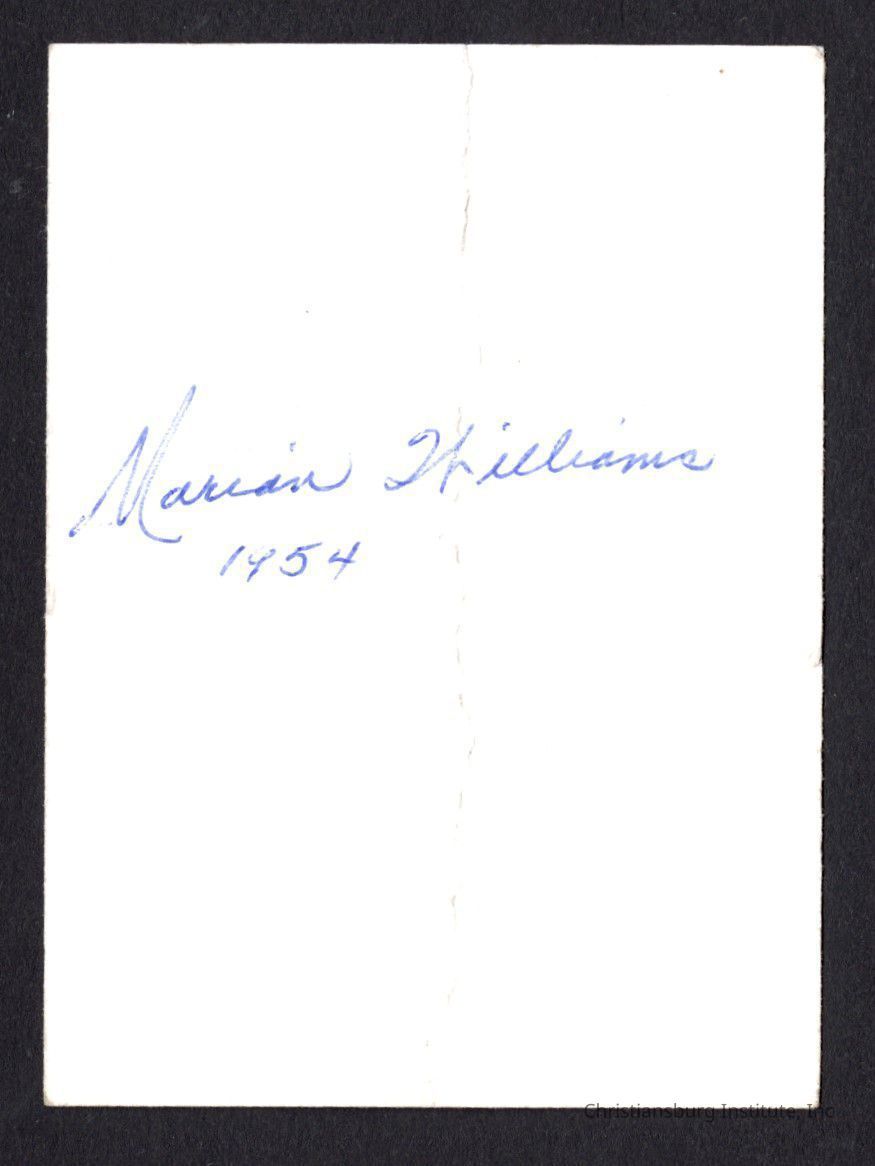 Marian Williams
1954
Christiansburg Institute, Inc